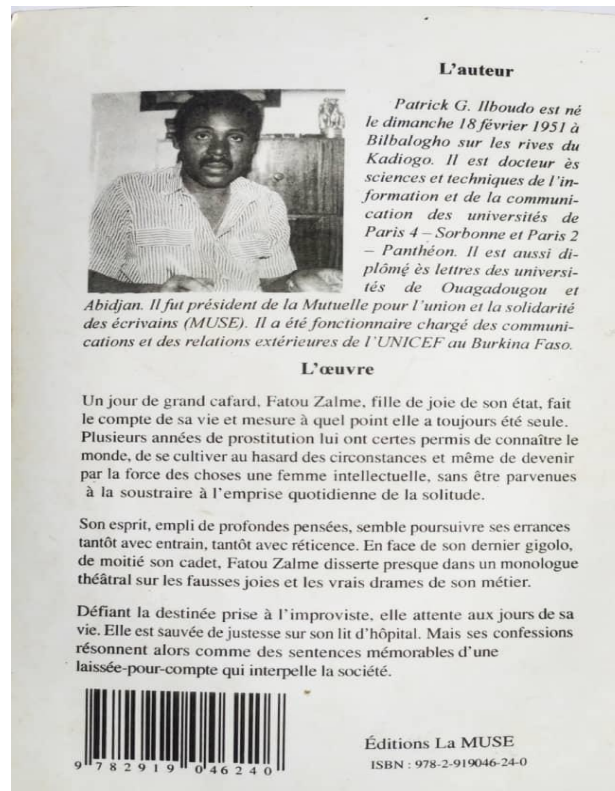 L'auteur
Patrick G. Ilboudo est né
le dimanche 18 février 1951 à
Bilbalogho sur les rives du
Kadiogo. Il est docteur ès
sciences et techniques de l'in-
formation et de la communi-
cation des universités de
Paris 4 – Sorbonne et Paris 2
– Panthéon. Il est aussi di-
plômé ès lettres des universi-
tés de Ouagadougou et
Abidjan. Il fut président de la Mutuelle pour l'union et la solidarité
des écrivains (MUSE). Il a été fonctionnaire chargé des communi-
cations et des relations extérieures de l'UNICEF au Burkina Faso.
L'œuvre
Un jour de grand cafard, Fatou Zalme, fille de joie de son état, fait
le compte de sa vie et mesure à quel point elle a toujours été seule.
Plusieurs années de prostitution lui ont certes permis de connaître le
monde, de se cultiver au hasard des circonstances et même de devenir
par la force des choses une femme intellectuelle, sans être parvenues
à la soustraire à l'emprise quotidienne de la solitude.
Son esprit, empli de profondes pensées, semble poursuivre ses errances
tantôt avec entrain, tantôt avec réticence. En face de son dernier gigolo,
de moitié son cadet, Fatou Zalme disserte presque dans un monologue
théâtral sur les fausses joies et les vrais drames de son métier.
Défiant la destinée prise à l'improviste, elle attente aux jours de sa
vie. Elle est sauvée de justesse sur son lit d'hôpital. Mais ses confessions
résonnent alors comme des sentences mémorables d'une
laissée-pour-compte qui interpelle la société.
9 782919 046240
Éditions La MUSE
ISBN : 978-2-919046-24-0